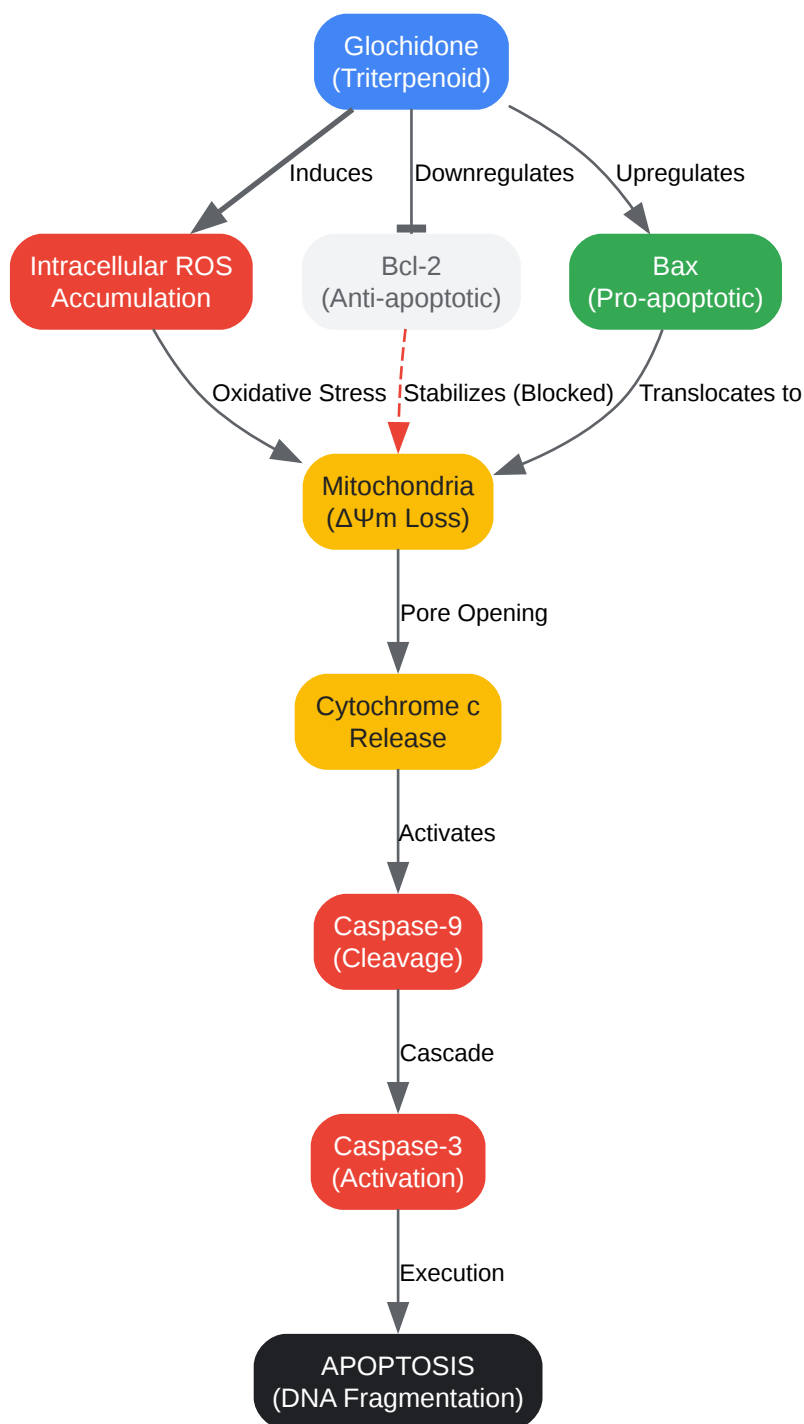 Glochidone
(Triterpenoid)
Induces
Downregulates
Upregulates
Intracellular ROS
Accumulation
Bcl-2
(Anti-apoptotic)
Bax
(Pro-apoptotic)
Oxidative Stress
Stabilizes (Blocked)
Translocates to
Mitochondria
(ΔΨm Loss)
Pore Opening
Cytochrome c
Release
Activates
Caspase-9
(Cleavage)
Cascade
Caspase-3
(Activation)
Execution
APOPTOSIS
(DNA Fragmentation)